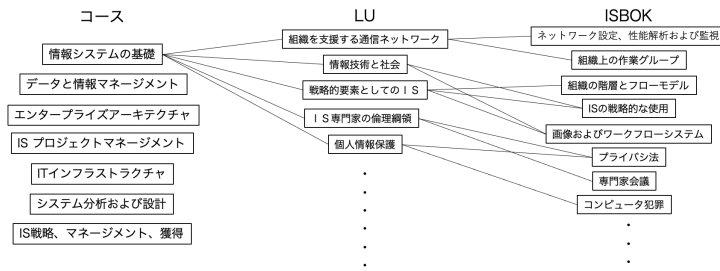 コース
LU
ISBOK
情報システムの基礎
データと情報マネージメント
エンタープライズアーキテクチャ
IS プロジェクトマネージメント
ITインフラストラクチャ
システム分析および設計
IS戦略、マネージメント、獲得
組織を支援する通信ネットワーク
情報技術と社会
戦略的要素としてのＩＳ
ＩＳ専門家の倫理綱領
個人情報保護
ネットワーク設定、性能解析および監視
組織上の作業グループ
組織の階層とフローモデル
ISの戦略的な使用
画像およびワークフローシステム
プライバシ法
専門家会議
コンピュータ犯罪